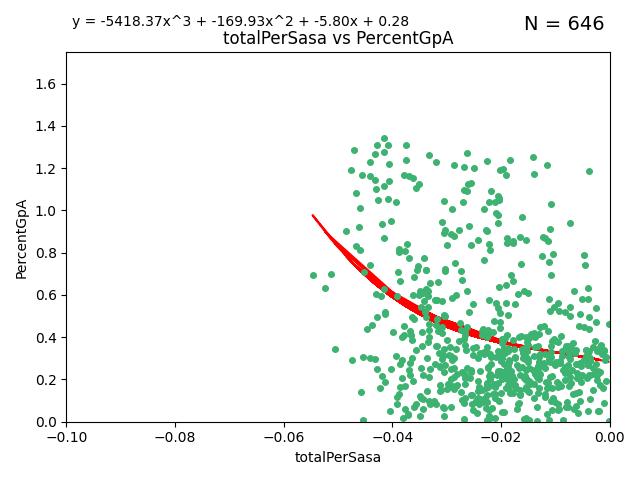 y = -5418.37x^3 + -169.93x^2 + -5.80x + 0.28
N = 646
totalPerSasa vs PercentGpA
1.6
1.4
1.2
1.0
0.8
0.6
0.4
0.2
0.0
PercentGpA
−0.10 −0.08 −0.06 −0.04 −0.02 0.00
totalPerSasa